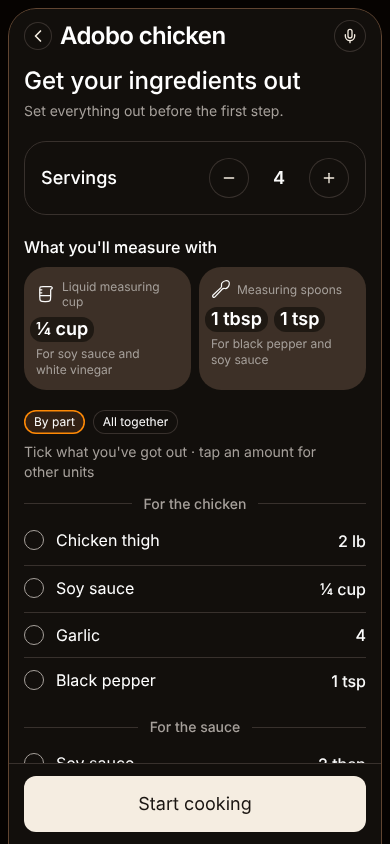 Adobo chicken
Get your ingredients out
Set everything out before the first step.
Servings
4
What you'll measure with
Liquid measuring
cup
¼ cup
For soy sauce and
white vinegar
Measuring spoons
1 tbsp 1 tsp
For black pepper and
soy sauce
By part
All together
Tick what you've got out · tap an amount for
other units
For the chicken
Chicken thigh 2 lb
Soy sauce ¼ cup
Garlic 4
Black pepper 1 tsp
For the sauce
Soy sauce 2 tbsp
Start cooking